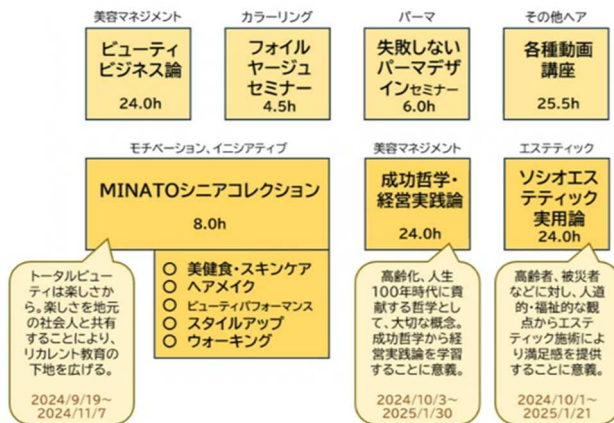 美容マネジメント
ビューティ
ビジネス論
24.0h
カラーリング
フォイル
ヤージュ
セミナー
4.5h
パーマ
失敗しない
パーマデザ
インセミナー
6.0h
その他ヘア
各種動画
講座
25.5h
モチベーション、イニシアティブ
MINATOシニアコレクション
8.0h
○ 美健食・スキンケア
○ ヘアメイク
○ ビューティパフォーマンス
○ スタイルアップ
○ ウォーキング
トータルビュー
ティは楽しさか
ら。楽しさを地元
の社会人と共有
することにより、
リカレント教育の
下地を広げる。
2024/9/19～
2024/11/7
美容マネジメント
成功哲学・
経営実践論
24.0h
高齢化、人生
100年時代に貢
献する哲学とし
て、大切な概念。
成功哲学から経
営実践論を学習
することに意義。
2024/10/3～
2025/1/30
エステティック
ソシオエス
テティック
実用論
24.0h
高齢者、被災者
などに対し、人道
的・福祉的な観
点からエステ
ティック施術によ
り満足感を提供
することに意義。
2024/10/1～
2025/1/21